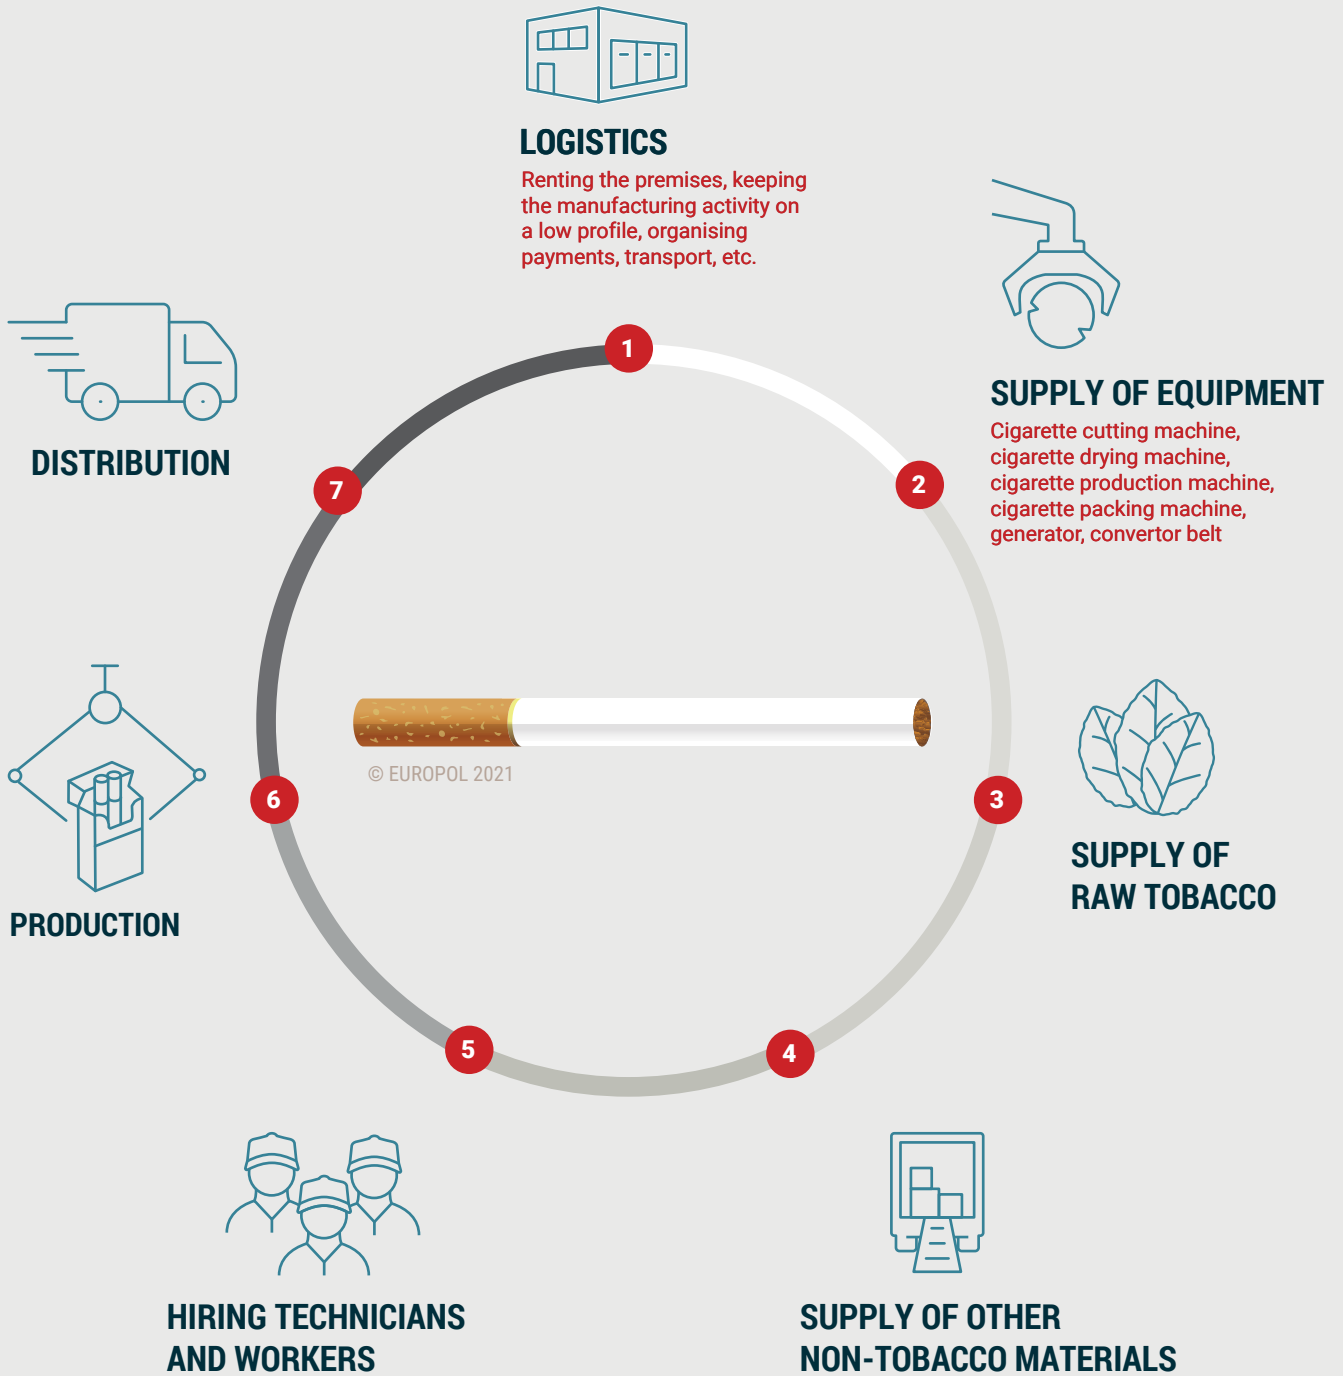 1
LOGISTICS
Renting the premises, keeping
the manufacturing activity on
a low profile, organising
payments, transport, etc.
2
SUPPLY OF EQUIPMENT
Cigarette cutting machine,
cigarette drying machine,
cigarette production machine,
cigarette packing machine,
generator, convertor belt
3
SUPPLY OF
RAW TOBACCO
4
SUPPLY OF OTHER
NON-TOBACCO MATERIALS
5
HIRING TECHNICIANS
AND WORKERS
6
PRODUCTION
7
DISTRIBUTION
© EUROPOL 2021